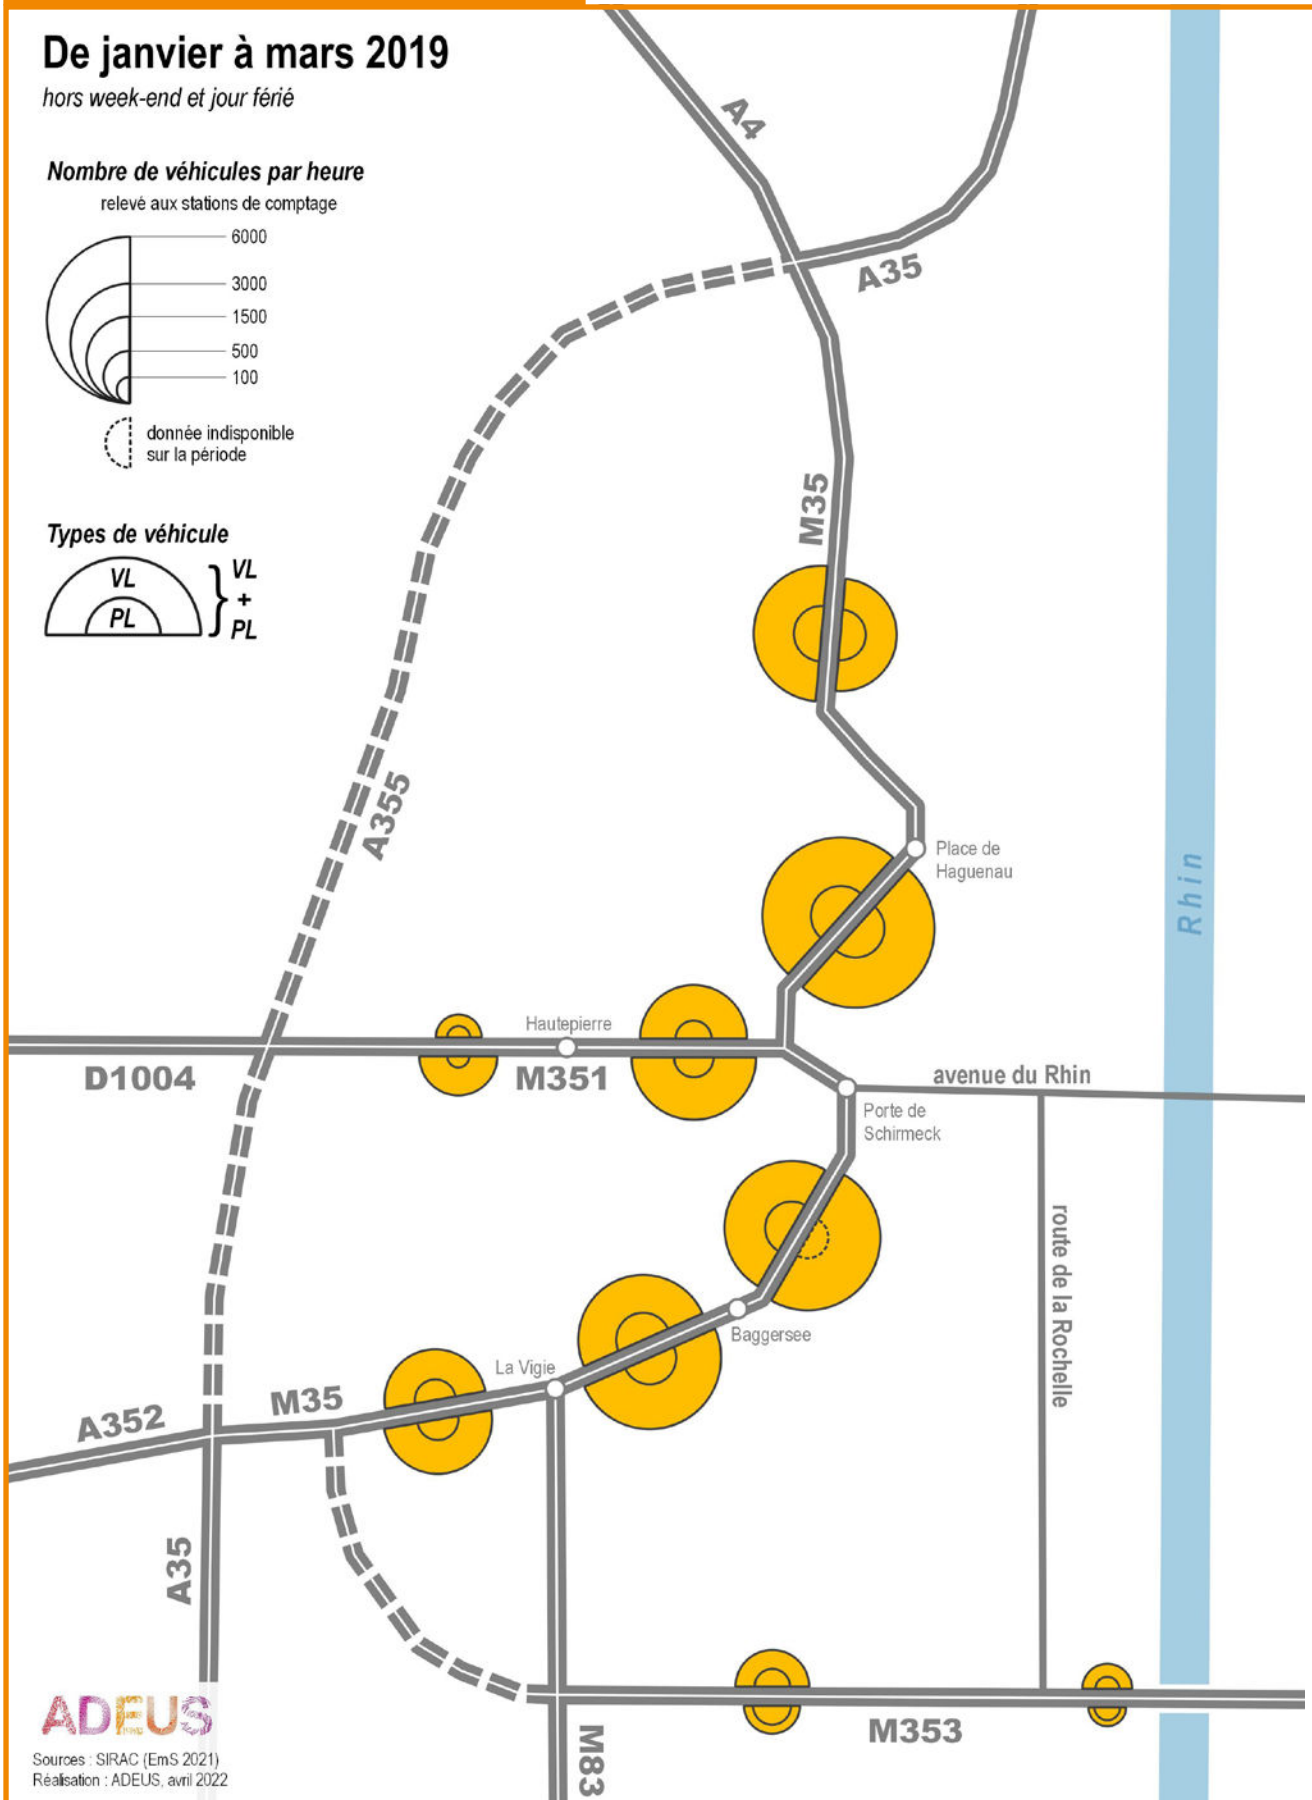 De janvier à mars 2019
hors week-end et jour férié
Nombre de véhicules par heure
relevé aux stations de comptage
6000
3000
1500
500
100
donnée indisponible
sur la période
Types de véhicule
VL
PL
VL
+
PL
A4
A35
M35
A355
Place de
Haguenau
Rhin
Hautepierre
D1004
M351
avenue du Rhin
Porte de
Schirmeck
route de la Rochelle
Baggersee
La Vigie
M35
A352
A35
M353
M83
ADEUS
Sources : SIRAC (EmS 2021)
Réalisation : ADEUS, avril 2022